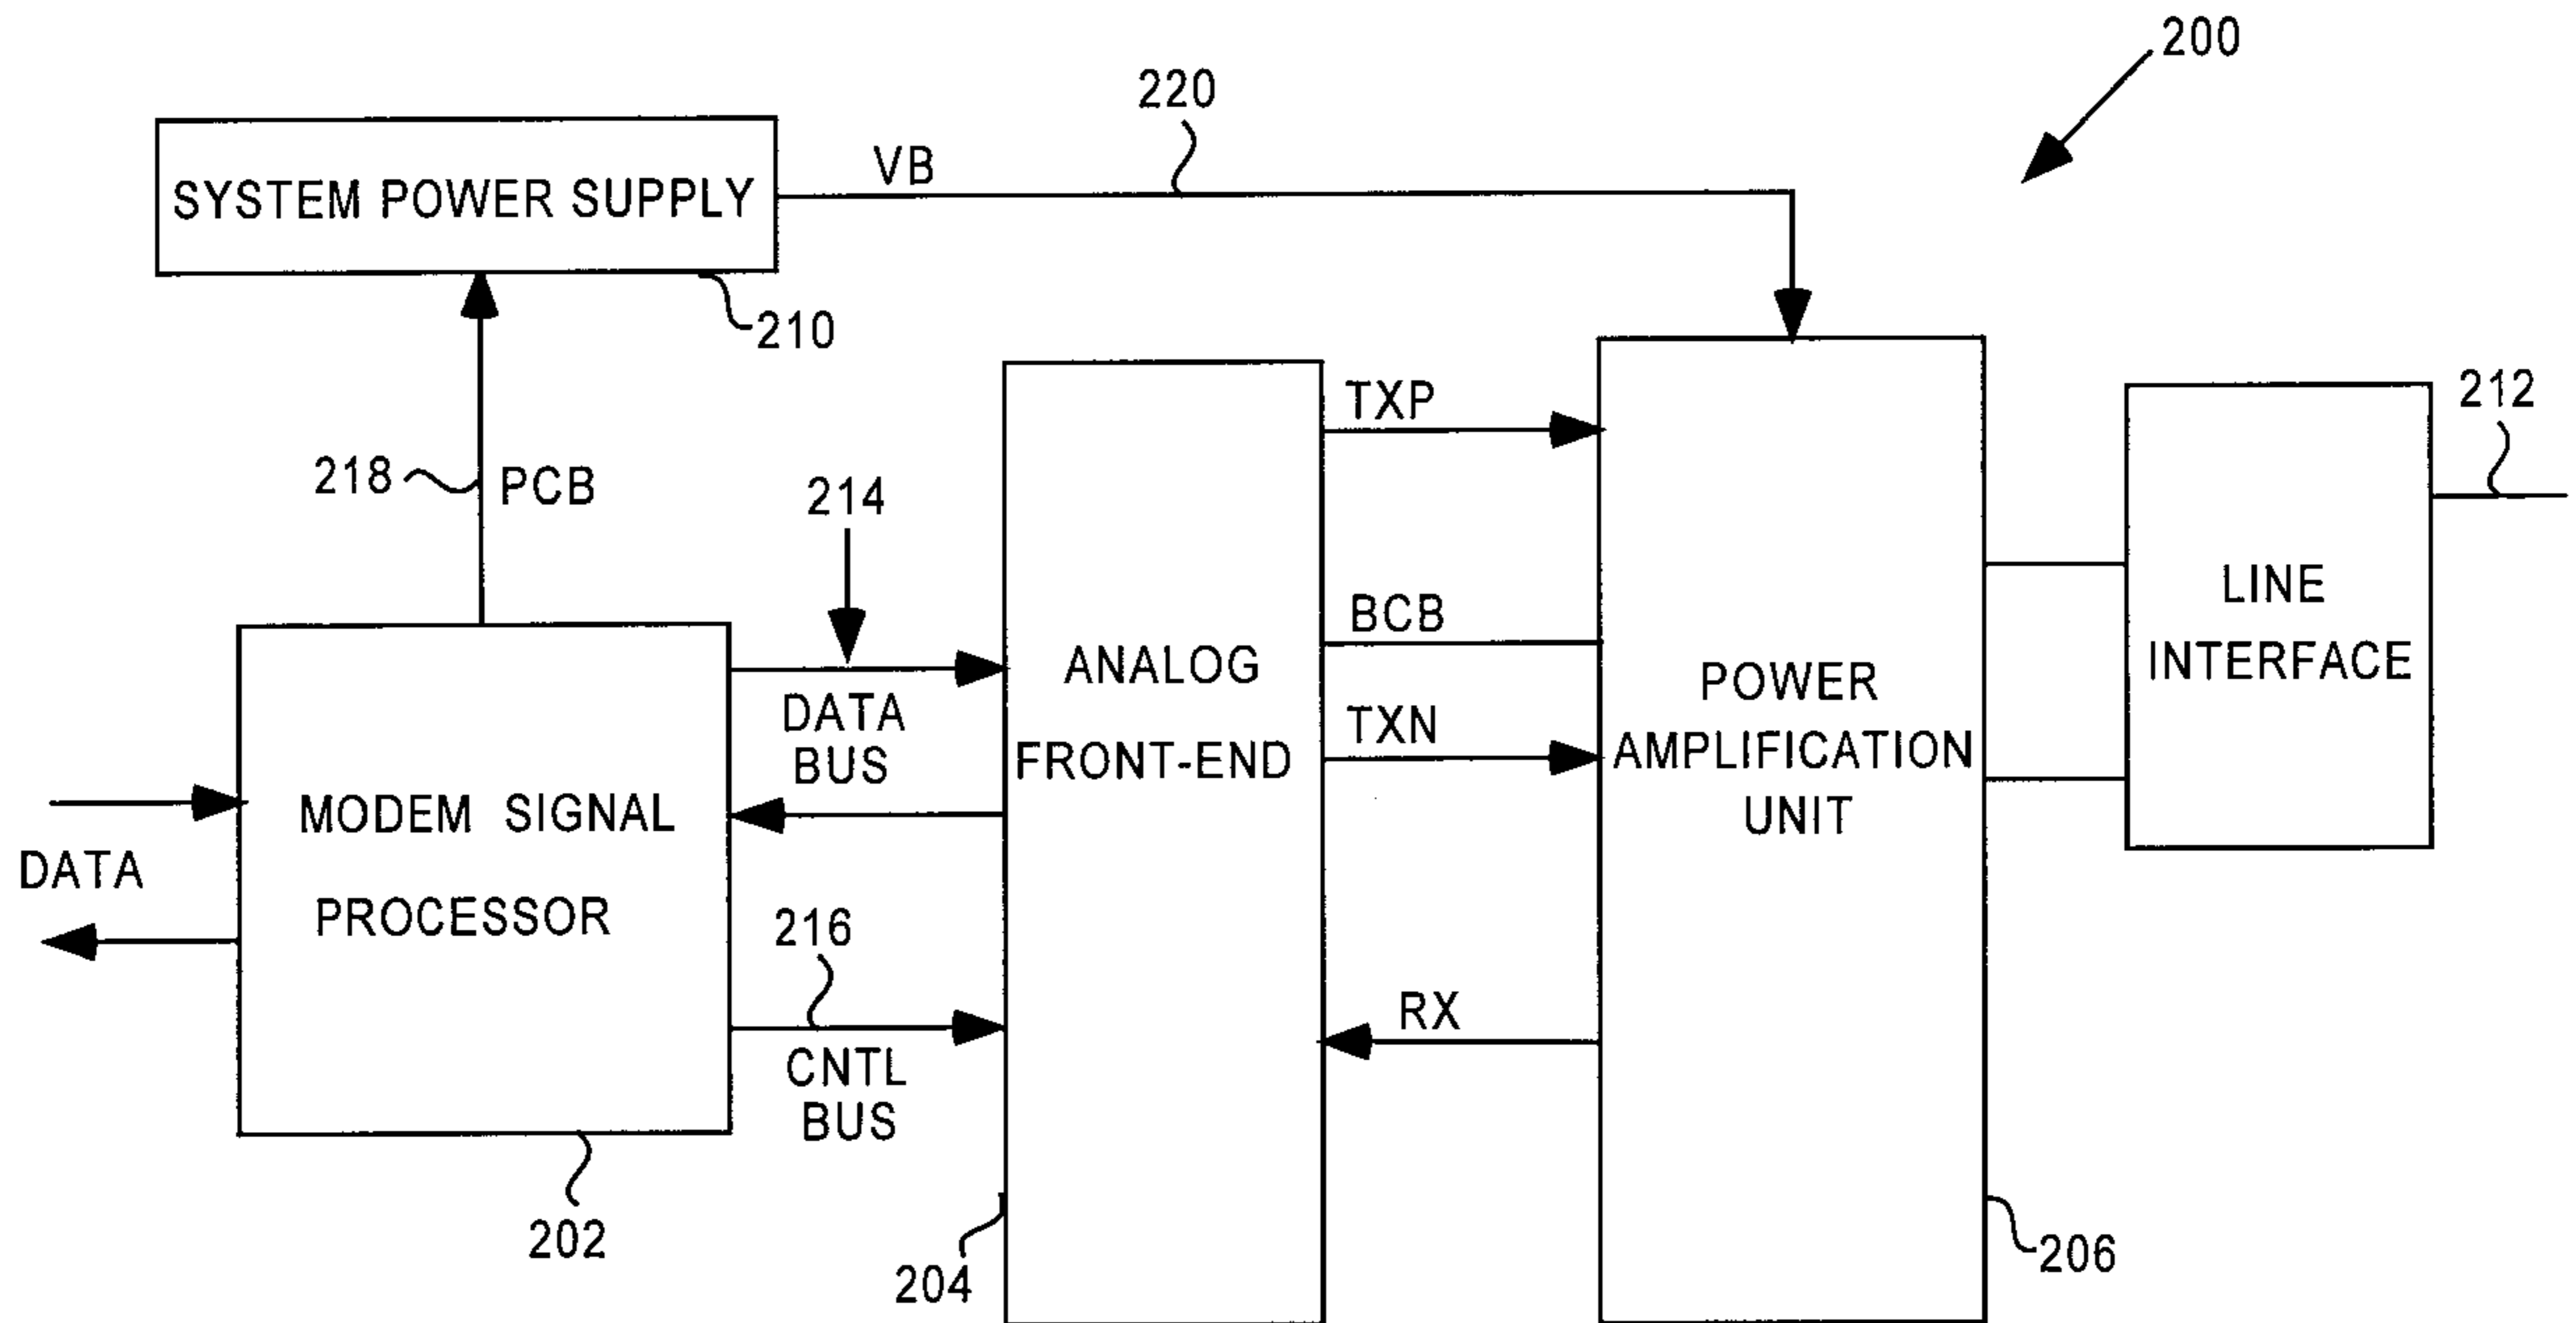 200
220
VB
SYSTEM POWER SUPPLY
210
218
PCB
214
TXP
212
BCB
LINE
INTERFACE
ANALOG
FRONT-END
TXN
POWER
AMPLIFICATION
UNIT
DATA
BUS
MODEM SIGNAL
PROCESSOR
DATA
216
CNTL
BUS
RX
202
204
206